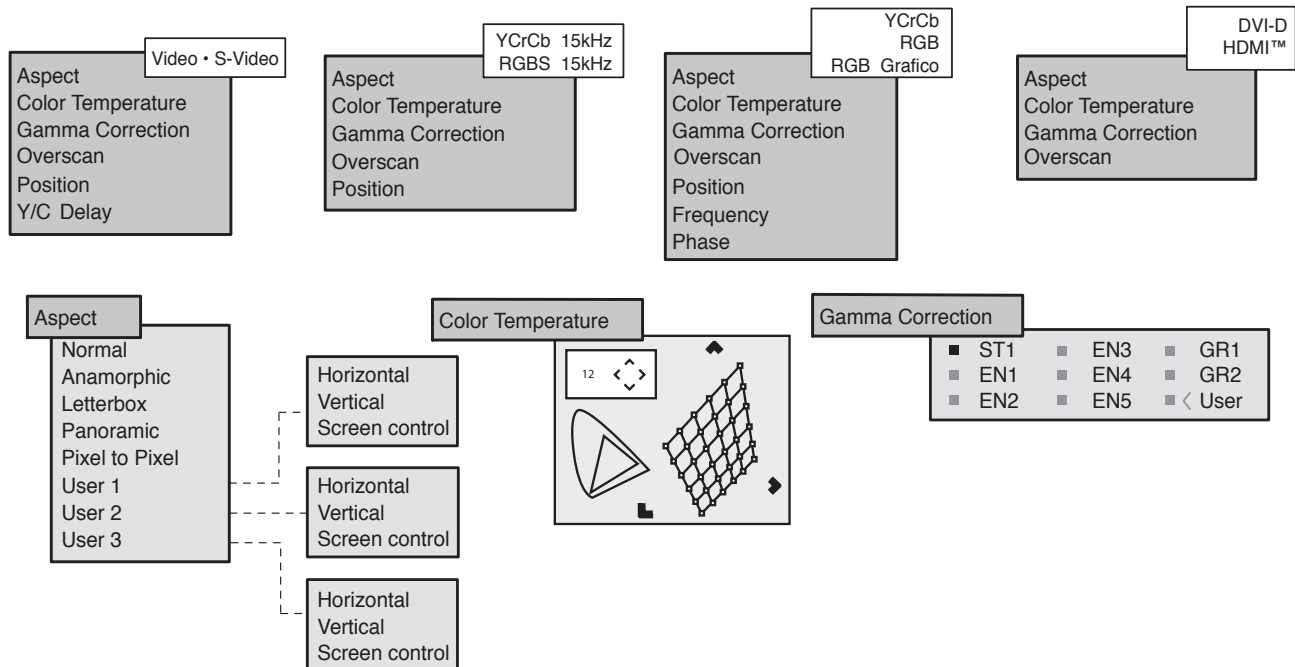 Video • S-Video
Aspect
Color Temperature
Gamma Correction
Overscan
Position
Y/C Delay
YCrCb 15kHz
RGBS 15kHz
Aspect
Color Temperature
Gamma Correction
Overscan
Position
YCrCb
RGB
RGB Grafico
Aspect
Color Temperature
Gamma Correction
Overscan
Position
Frequency
Phase
DVI-D
HDMI™
Aspect
Color Temperature
Gamma Correction
Overscan
Aspect
Normal
Anamorphic
Letterbox
Panoramic
Pixel to Pixel
User 1
User 2
User 3
Horizontal
Vertical
Screen control
Horizontal
Vertical
Screen control
Horizontal
Vertical
Screen control
Color Temperature
12
Gamma Correction
ST1 EN3 GR1
EN1 EN4 GR2
EN2 EN5 User